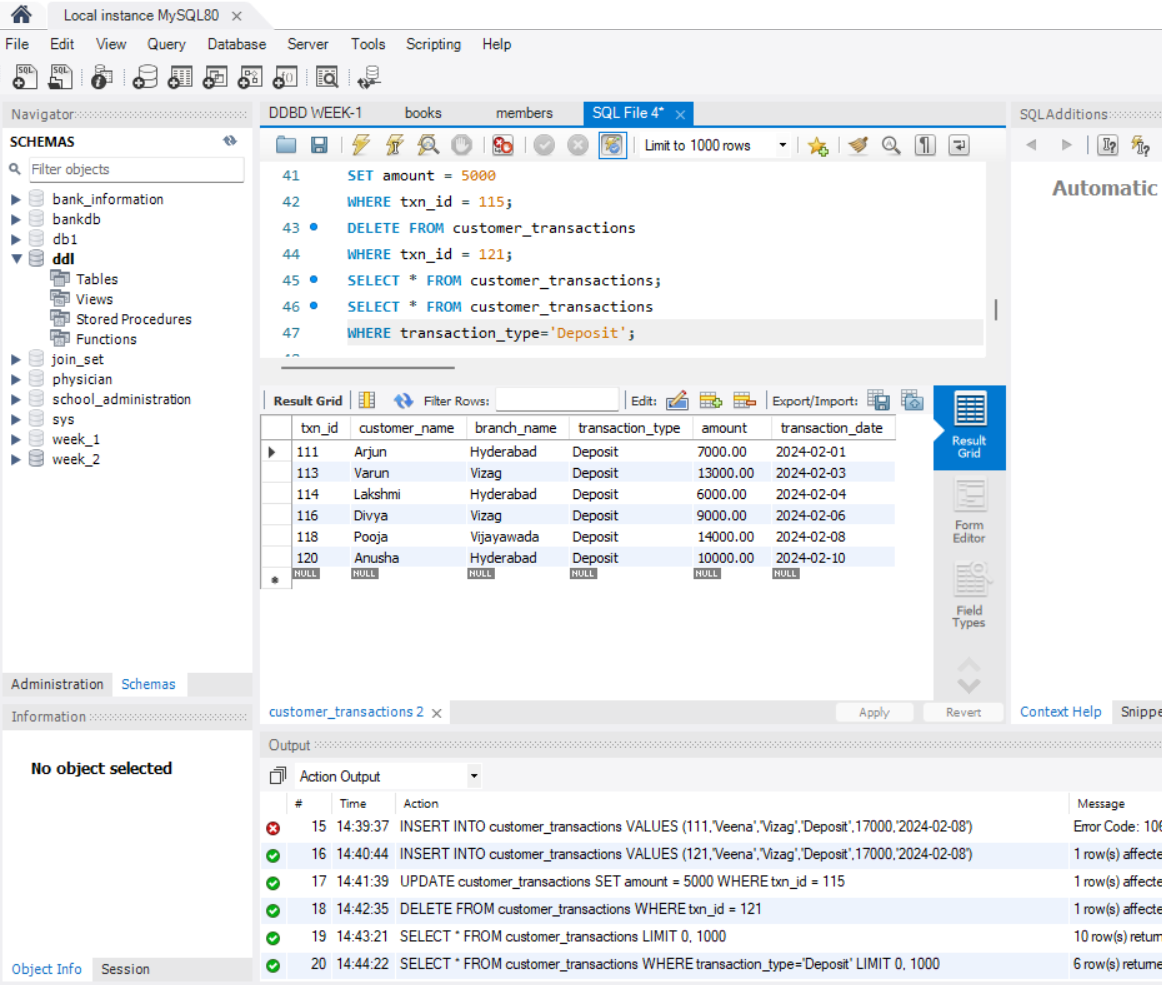 Local instance MySQL80
File Edit View Query Database Server Tools Scripting Help
Navigator
SCHEMAS
Filter objects
bank_information
bankdb
db1
ddl
Tables
Views
Stored Procedures
Functions
join_set
physician
school_administration
sys
week_1
week_2
Administration Schemas
Information
No object selected
Object Info Session
DDBD WEEK-1 books members SQL File 4*
Limit to 1000 rows
41 SET amount = 5000
42 WHERE txn_id = 115;
43 DELETE FROM customer_transactions
44 WHERE txn_id = 121;
45 SELECT * FROM customer_transactions;
46 SELECT * FROM customer_transactions
47 WHERE transaction_type='Deposit';
Result Grid Filter Rows: Edit: Export/Import:
txn_id customer_name branch_name transaction_type amount transaction_date
111 Arjun Hyderabad Deposit 7000.00 2024-02-01
113 Varun Vizag Deposit 13000.00 2024-02-03
114 Lakshmi Hyderabad Deposit 6000.00 2024-02-04
116 Divya Vizag Deposit 9000.00 2024-02-06
118 Pooja Vijayawada Deposit 14000.00 2024-02-08
120 Anusha Hyderabad Deposit 10000.00 2024-02-10
NULL NULL NULL NULL NULL NULL
Result
Grid
Form
Editor
Field
Types
customer_transactions 2 Apply Revert
SQLAdditions
Automatic
Context Help Snippe
Output
Action Output
# Time Action Message
15 14:39:37 INSERT INTO customer_transactions VALUES (111,'Veena','Vizag','Deposit',17000,'2024-02-08') Error Code: 106
16 14:40:44 INSERT INTO customer_transactions VALUES (121,'Veena','Vizag','Deposit',17000,'2024-02-08') 1 row(s) affecte
17 14:41:39 UPDATE customer_transactions SET amount = 5000 WHERE txn_id = 115 1 row(s) affecte
18 14:42:35 DELETE FROM customer_transactions WHERE txn_id = 121 1 row(s) affecte
19 14:43:21 SELECT * FROM customer_transactions LIMIT 0, 1000 10 row(s) return
20 14:44:22 SELECT * FROM customer_transactions WHERE transaction_type='Deposit' LIMIT 0, 1000 6 row(s) returne